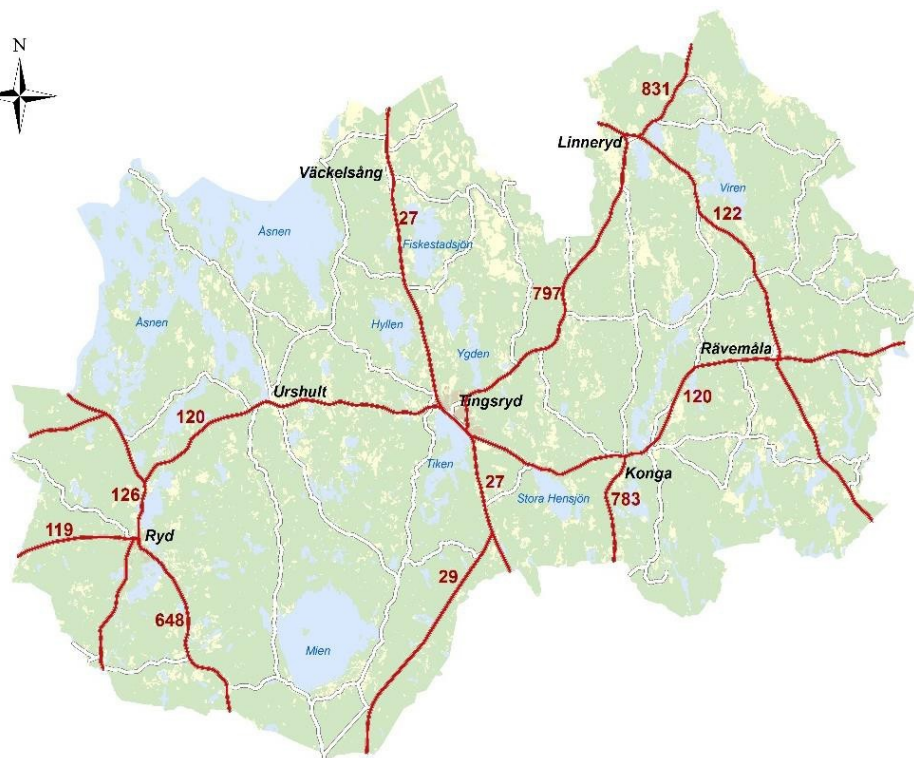 N
831
Linneryd
Väckelsång
Viren
122
27
Åsnen
Fiskestadsjön
797
Åsnen
Hyllen
Ygden
Rävemåla
Urshult
120
Tingsryd
120
Tiken
Konga
27
Stora Hensjön
126
783
119
Ryd
29
648
Mien